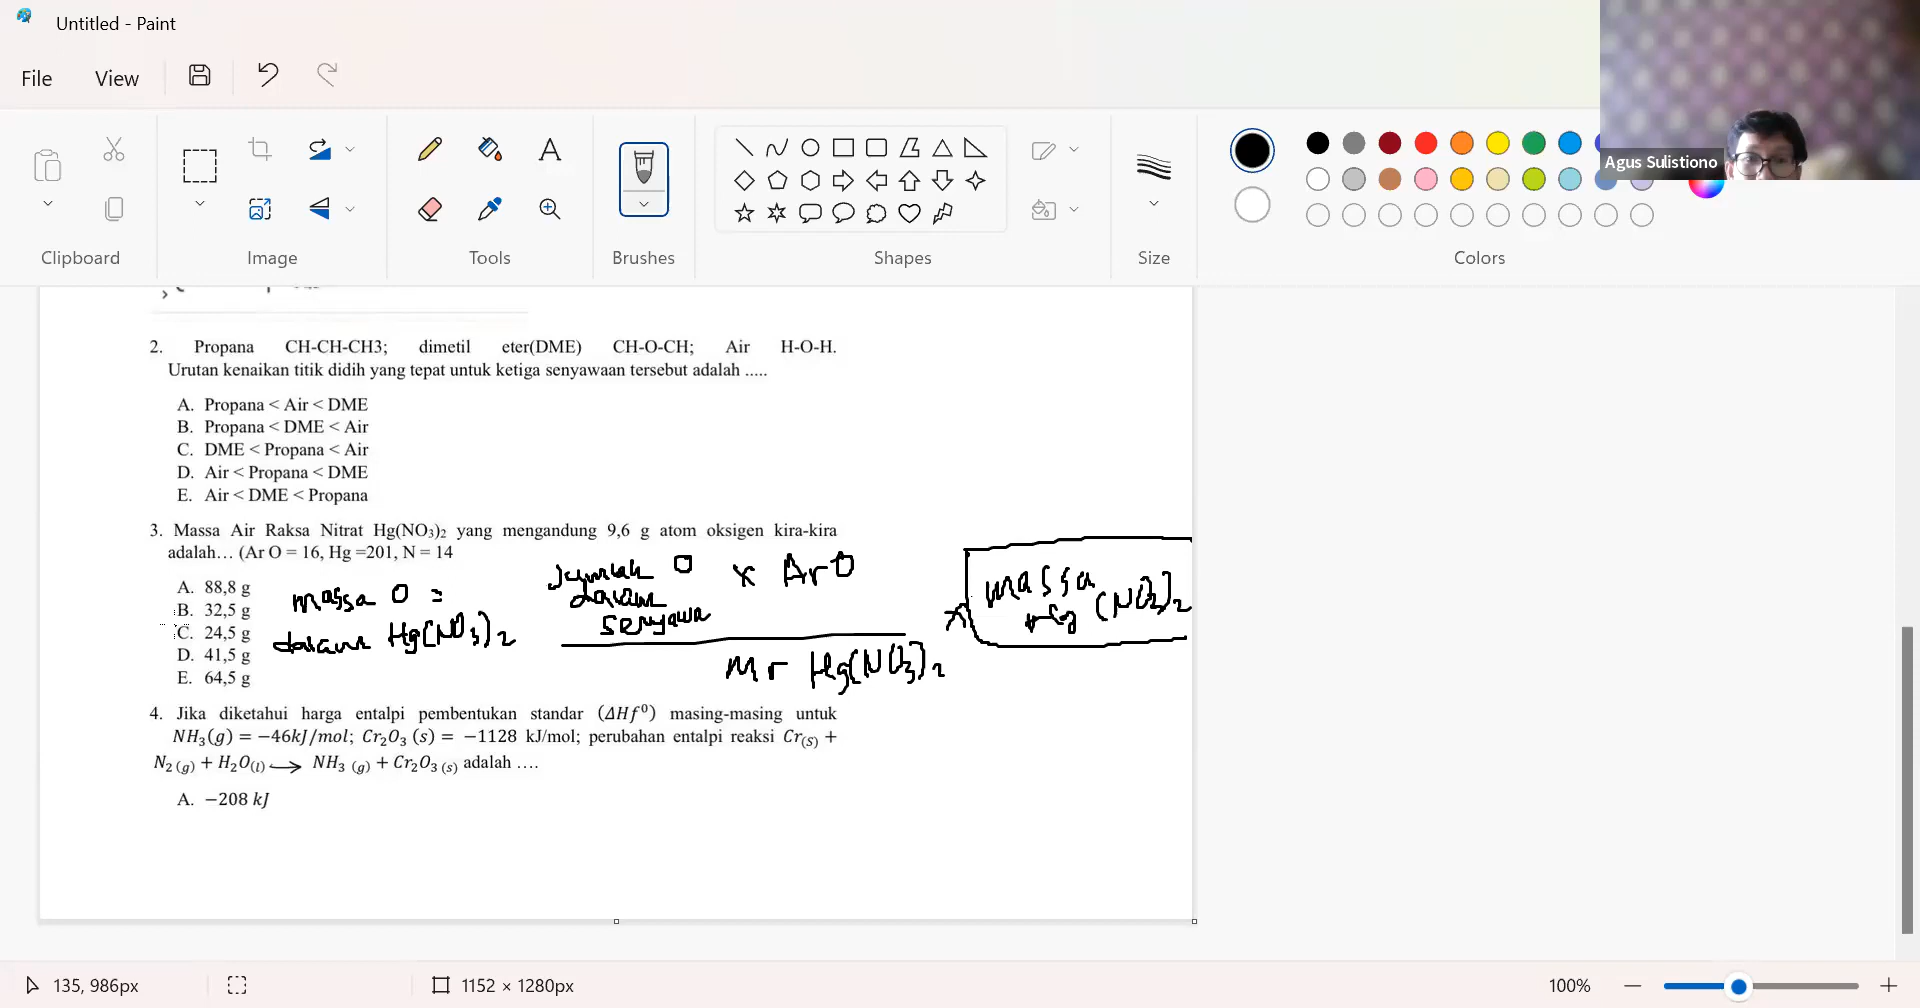 Untitled - Paint
File View
Clipboard
Image
Tools
Brushes
Shapes
Size
Colors
Agus Sulistiono
2. Propana CH-CH-CH3; dimetil eter(DME) CH-O-CH; Air H-O-H.
Urutan kenaikan titik didih yang tepat untuk ketiga senyawaan tersebut adalah .....
A. Propana < Air < DME
B. Propana < DME < Air
C. DME < Propana < Air
D. Air < Propana < DME
E. Air < DME < Propana
3. Massa Air Raksa Nitrat Hg(NO₃)₂ yang mengandung 9,6 g atom oksigen kira-kira
adalah… (Ar O = 16, Hg =201, N = 14
A. 88,8 g
B. 32,5 g
C. 24,5 g
D. 41,5 g
E. 64,5 g
massa O =
dalam Hg(NO₃)₂
Jumlah O x Ar O
dalam
senyawa
Mr Hg(NO₃)₂
x
massa
Hg (NO₃)₂
4. Jika diketahui harga entalpi pembentukan standar (ΔHf⁰) masing-masing untuk
NH₃(g) = −46kJ/mol; Cr₂O₃ (s) = −1128 kJ/mol; perubahan entalpi reaksi Cr₍S₎ +
N₂ (g) + H₂O(l) → NH₃ (g) + Cr₂O₃ (s) adalah ….
A. −208 kJ
135, 986px
1152 × 1280px
100%